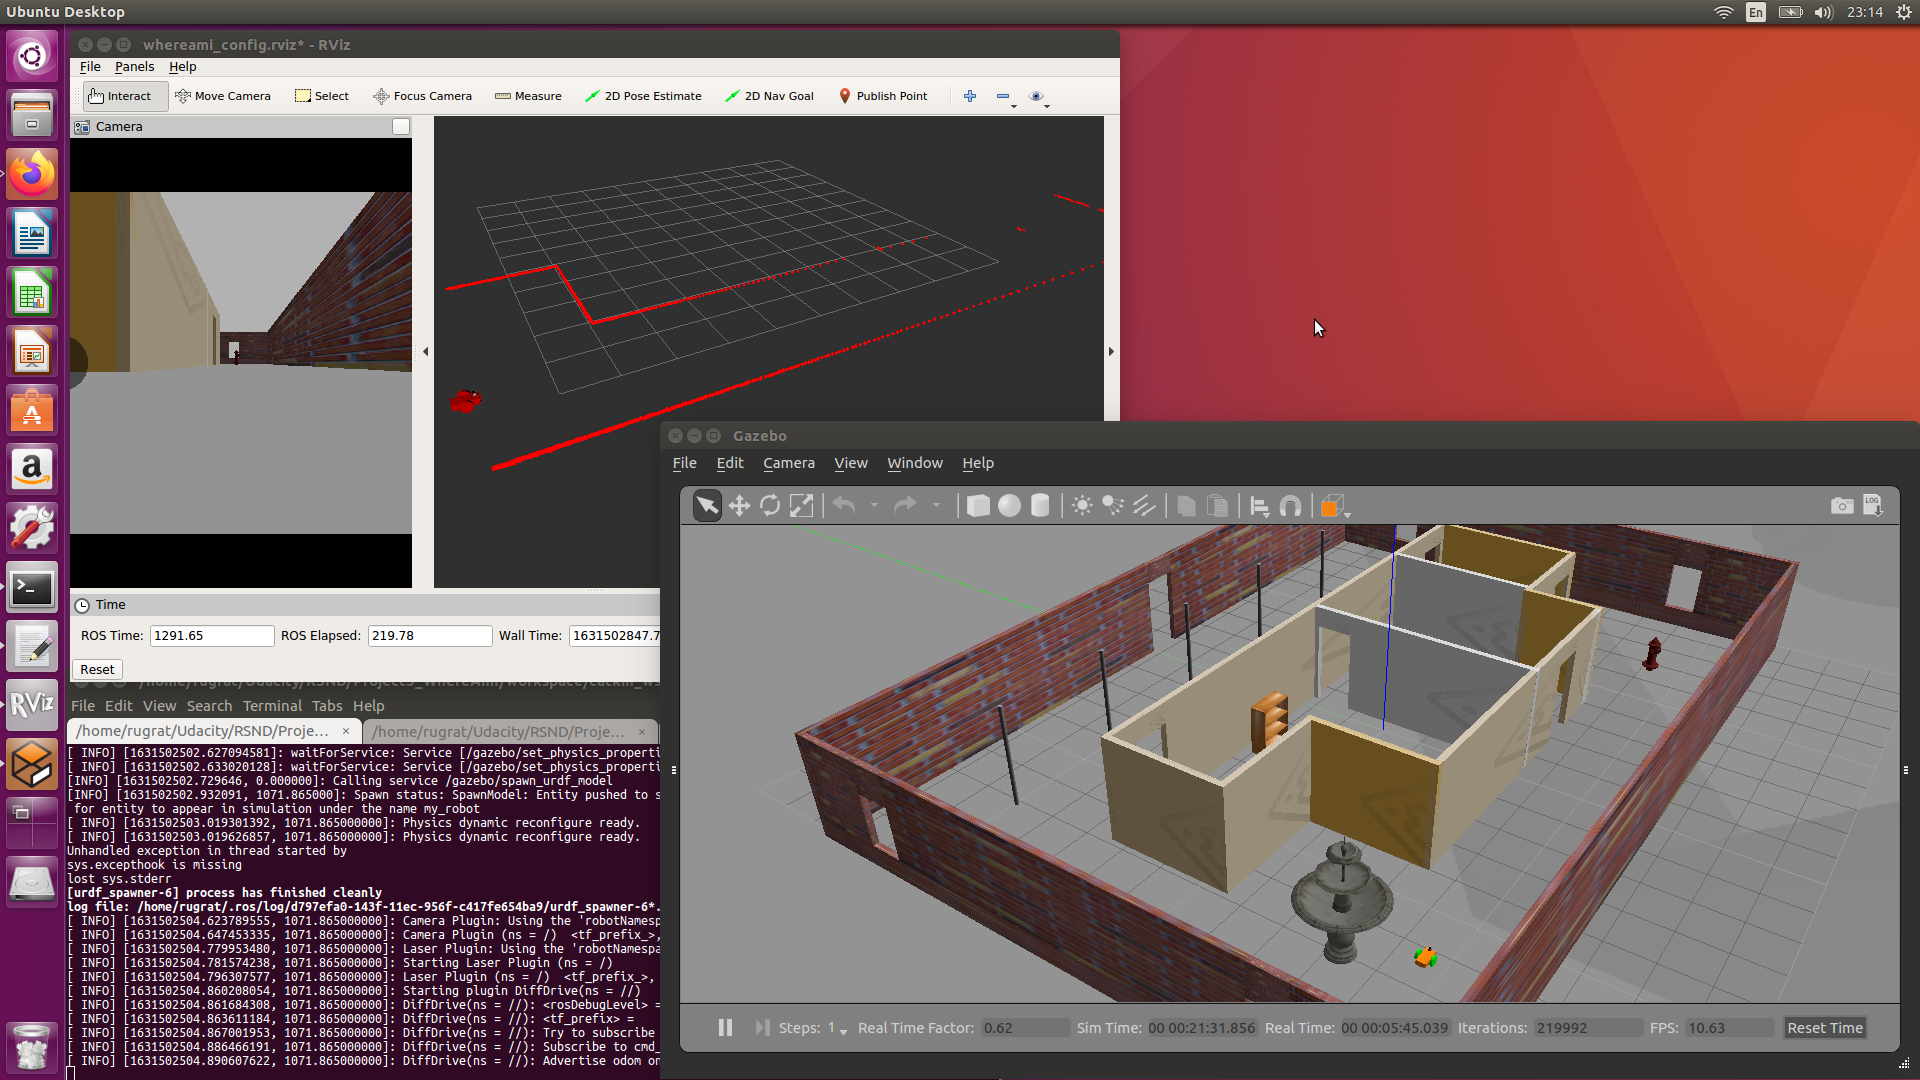 Ubuntu Desktop
En
23:14
whereami_config.rviz* - RViz
File Panels Help
Interact Move Camera Select Focus Camera Measure 2D Pose Estimate 2D Nav Goal Publish Point
Camera
Time
ROS Time: 1291.65 ROS Elapsed: 219.78 Wall Time: 1631502847.7
Reset
File Edit View Search Terminal Tabs Help
/home/rugrat/Udacity/RSND/Proje... × /home/rugrat/Udacity/RSND/Proje... ×
[ INFO] [1631502502.627094581]: waitForService: Service [/gazebo/set_physics_properti
[ INFO] [1631502502.633020128]: waitForService: Service [/gazebo/set_physics_properti
[INFO] [1631502502.729646, 0.000000]: Calling service /gazebo/spawn_urdf_model
[INFO] [1631502502.932091, 1071.865000]: Spawn status: SpawnModel: Entity pushed to s
for entity to appear in simulation under the name my_robot
[ INFO] [1631502503.019301392, 1071.865000000]: Physics dynamic reconfigure ready.
[ INFO] [1631502503.019626857, 1071.865000000]: Physics dynamic reconfigure ready.
Unhandled exception in thread started by
sys.excepthook is missing
lost sys.stderr
[urdf_spawner-6] process has finished cleanly
log file: /home/rugrat/.ros/log/d797efa0-143f-11ec-956f-c417fe654ba9/urdf_spawner-6*.
[ INFO] [1631502504.623789555, 1071.865000000]: Camera Plugin: Using the 'robotNamesp
[ INFO] [1631502504.647453335, 1071.865000000]: Camera Plugin (ns = /) <tf_prefix_>,
[ INFO] [1631502504.779953480, 1071.865000000]: Laser Plugin: Using the 'robotNamespa
[ INFO] [1631502504.781574238, 1071.865000000]: Starting Laser Plugin (ns = /)
[ INFO] [1631502504.796307577, 1071.865000000]: Laser Plugin (ns = /) <tf_prefix_>,
[ INFO] [1631502504.860208054, 1071.865000000]: Starting plugin DiffDrive(ns = //)
[ INFO] [1631502504.861684308, 1071.865000000]: DiffDrive(ns = //): <rosDebugLevel> =
[ INFO] [1631502504.863611184, 1071.865000000]: DiffDrive(ns = //): <tf_prefix> =
[ INFO] [1631502504.867001953, 1071.865000000]: DiffDrive(ns = //): Try to subscribe
[ INFO] [1631502504.886466191, 1071.865000000]: DiffDrive(ns = //): Subscribe to cmd_
[ INFO] [1631502504.890607622, 1071.865000000]: DiffDrive(ns = //): Advertise odom on
Gazebo
File Edit Camera View Window Help
LOG
Steps: 1 Real Time Factor: 0.62 Sim Time: 00 00:21:31.856 Real Time: 00 00:05:45.039 Iterations: 219992 FPS: 10.63 Reset Time
RViz